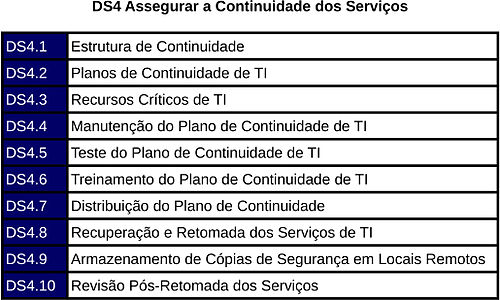 DS4 Assegurar a Continuidade dos Serviços
DS4.1 Estrutura de Continuidade
DS4.2 Planos de Continuidade de TI
DS4.3 Recursos Críticos de TI
DS4.4 Manutenção do Plano de Continuidade de TI
DS4.5 Teste do Plano de Continuidade de TI
DS4.6 Treinamento do Plano de Continuidade de TI
DS4.7 Distribuição do Plano de Continuidade
DS4.8 Recuperação e Retomada dos Serviços de TI
DS4.9 Armazenamento de Cópias de Segurança em Locais Remotos
DS4.10 Revisão Pós-Retomada dos Serviços